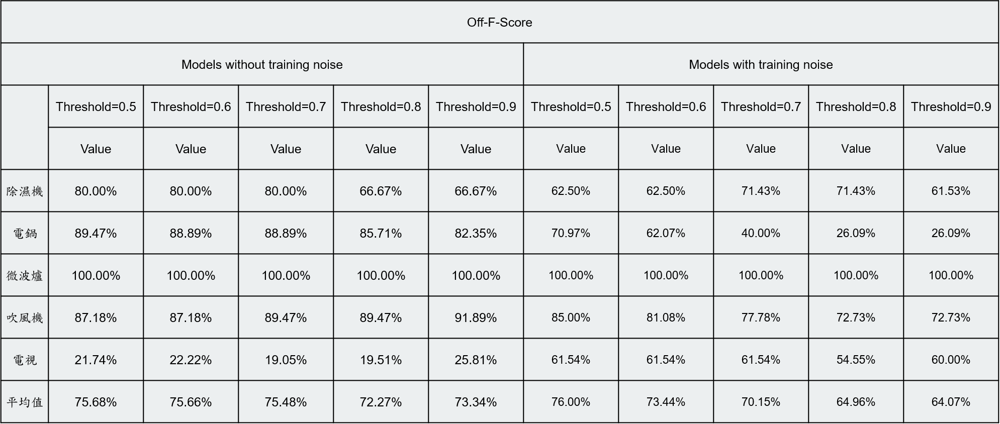 Off-F-Score
Models without training noise Models with training noise
Threshold=0.5 Threshold=0.6 Threshold=0.7 Threshold=0.8 Threshold=0.9 Threshold=0.5 Threshold=0.6 Threshold=0.7 Threshold=0.8 Threshold=0.9
Value Value Value Value Value Value Value Value Value Value
除濕機 80.00% 80.00% 80.00% 66.67% 66.67% 62.50% 62.50% 71.43% 71.43% 61.53%
電鍋 89.47% 88.89% 88.89% 85.71% 82.35% 70.97% 62.07% 40.00% 26.09% 26.09%
微波爐 100.00% 100.00% 100.00% 100.00% 100.00% 100.00% 100.00% 100.00% 100.00% 100.00%
吹風機 87.18% 87.18% 89.47% 89.47% 91.89% 85.00% 81.08% 77.78% 72.73% 72.73%
電視 21.74% 22.22% 19.05% 19.51% 25.81% 61.54% 61.54% 61.54% 54.55% 60.00%
平均值 75.68% 75.66% 75.48% 72.27% 73.34% 76.00% 73.44% 70.15% 64.96% 64.07%